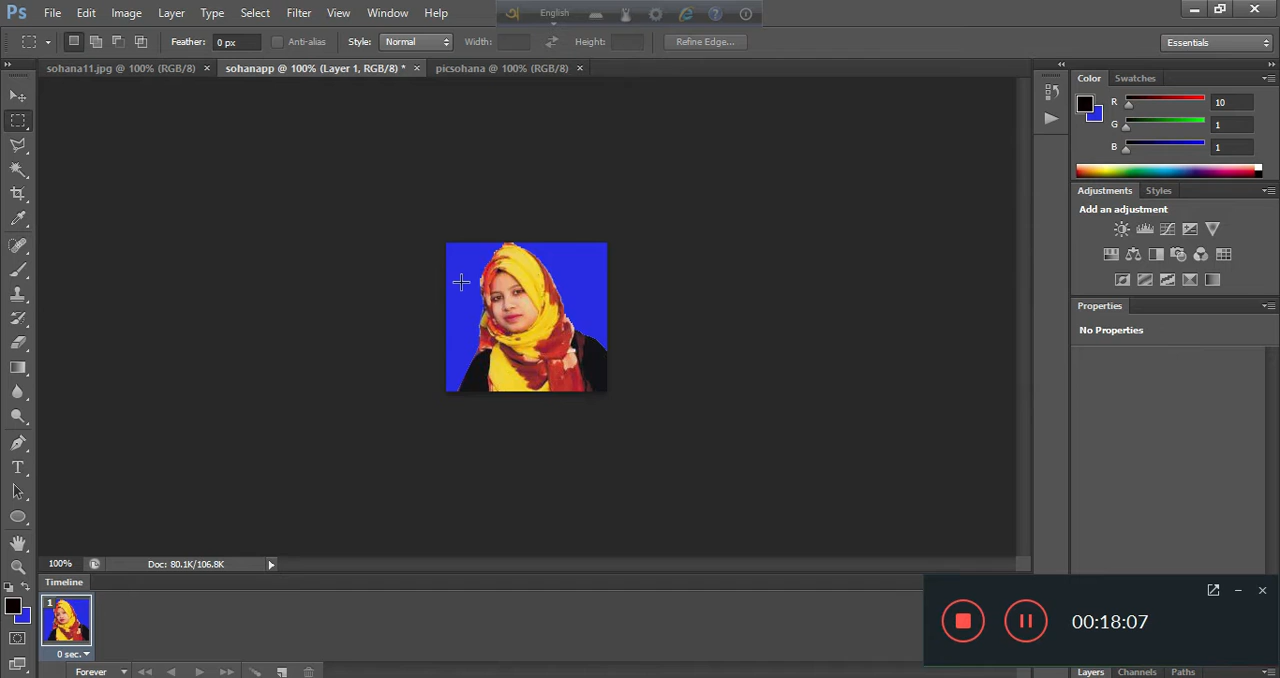 Ps File Edit Image Layer Type Select Filter View Window Help
অ English
Feather: 0 px Anti-alias Style: Normal Width: Height: Refine Edge... Essentials
sohana11.jpg @ 100% (RGB/8) × sohanapp @ 100% (Layer 1, RGB/8) * × picsohana @ 100% (RGB/8) ×
Color Swatches
R 10
G 1
B 1
Adjustments Styles
Add an adjustment
Properties
No Properties
100% Doc: 80.1K/106.8K
Timeline
1
0 sec.
00:18:07
Forever
Layers Channels Paths